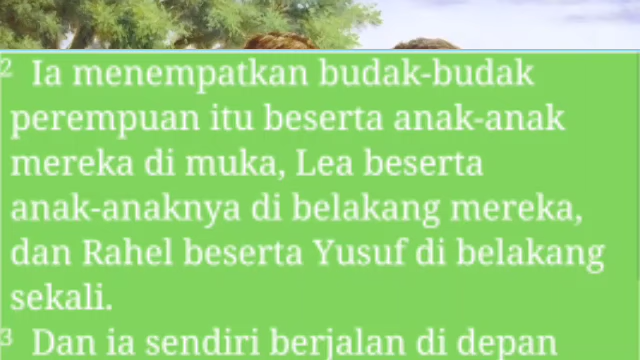 2 Ia menempatkan budak-budak
perempuan itu beserta anak-anak
mereka di muka, Lea beserta
anak-anaknya di belakang mereka,
dan Rahel beserta Yusuf di belakang
sekali.
3 Dan ia sendiri berjalan di depan